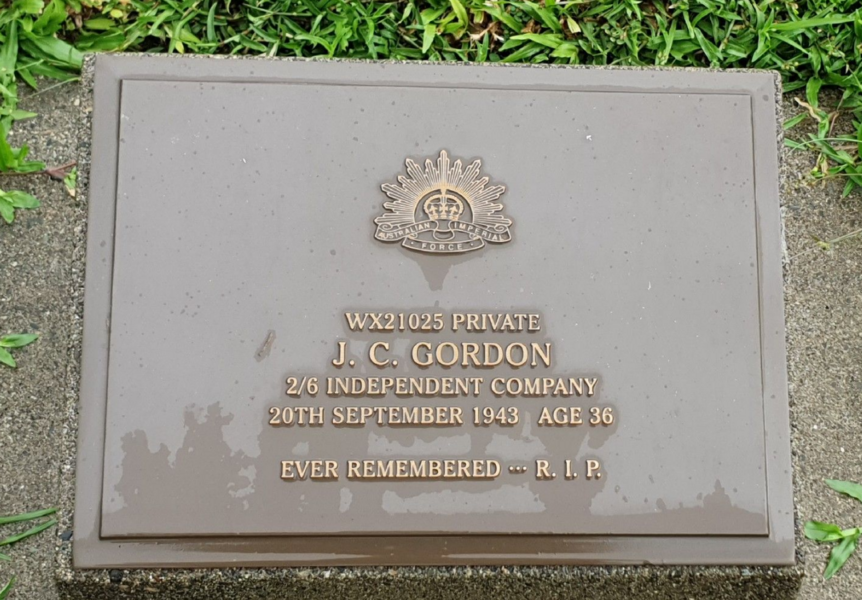 AUSTRALIAN IMPERIAL
FORCE
WX21025 PRIVATE
J. C. GORDON
2/6 INDEPENDENT COMPANY
20TH SEPTEMBER 1943 AGE 36
EVER REMEMBERED ... R. I. P.